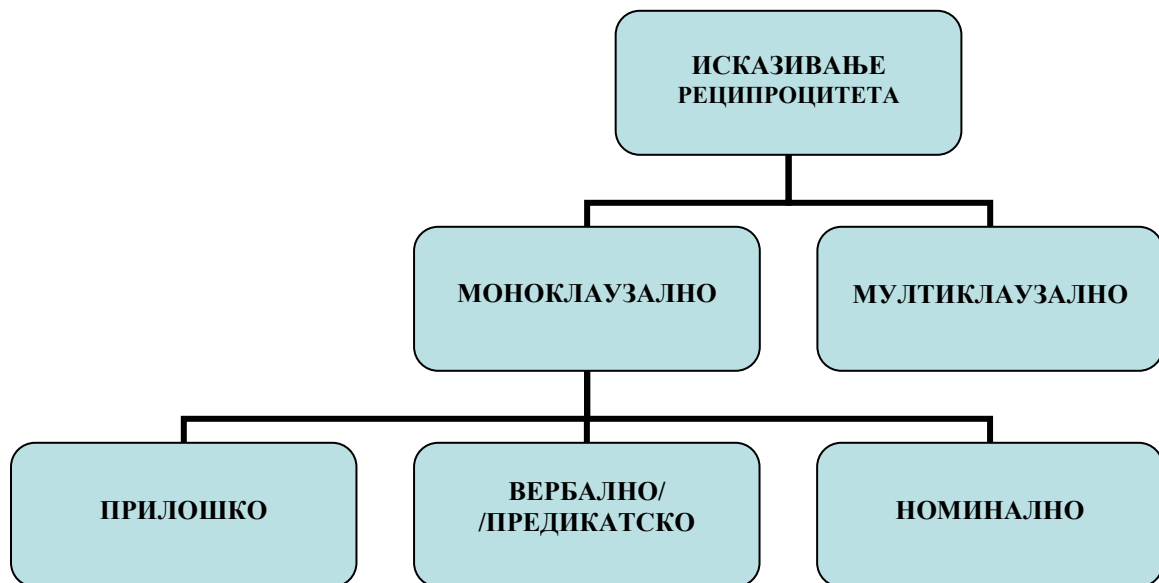 ИСКАЗИВАЊЕ
РЕЦИПРОЦИТЕТА
МОНОКЛАУЗАЛНО
МУЛТИКЛАУЗАЛНО
ПРИЛОШКО
ВЕРБАЛНО/
/ПРЕДИКАТСКО
НОМИНАЛНО